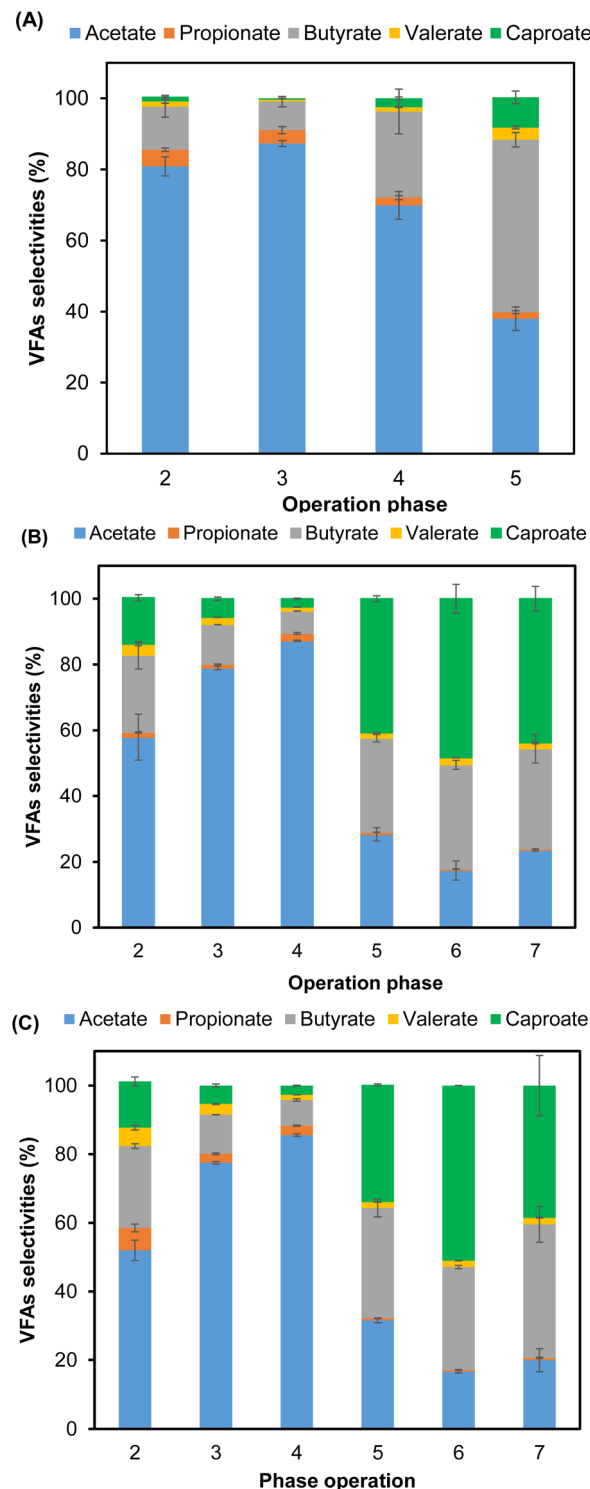 (A)
Acetate Propionate Butyrate Valerate Caproate
VFAs selectivities (%)
100
80
60
40
20
0
2 3 4 5
Operation phase
(B)
Acetate Propionate Butyrate Valerate Caproate
VFAs selectivities (%)
100
80
60
40
20
0
2 3 4 5 6 7
Operation phase
(C)
Acetate Propionate Butyrate Valerate Caproate
VFAs selectivities (%)
100
80
60
40
20
0
2 3 4 5 6 7
Phase operation